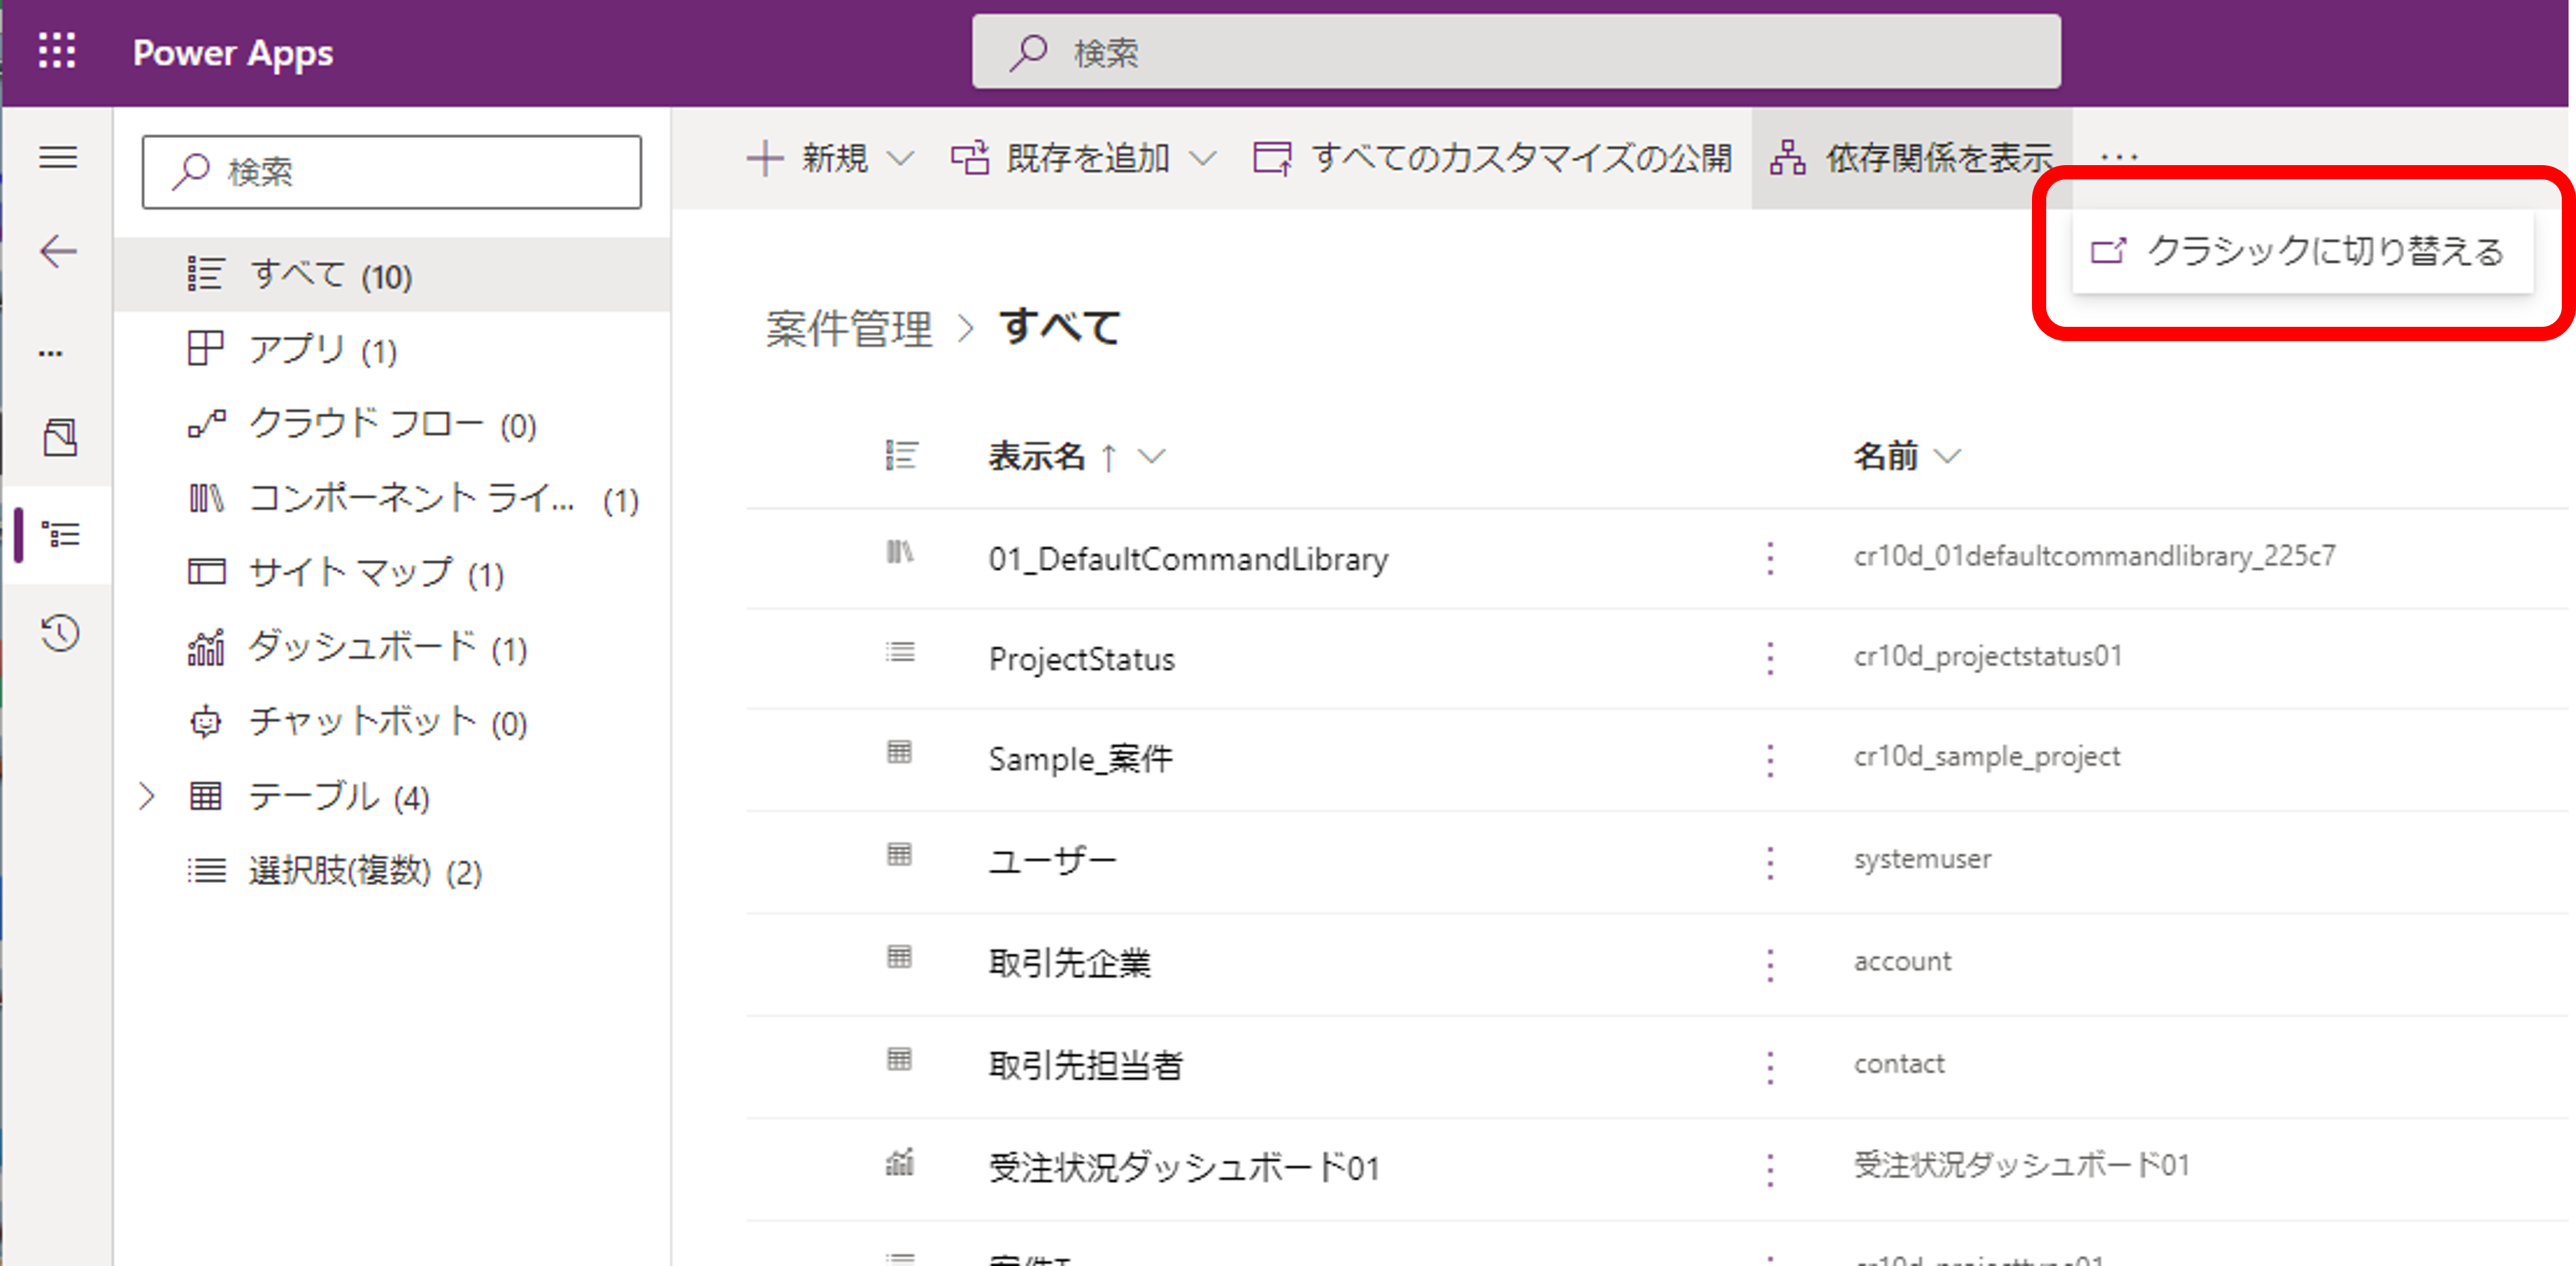 Power Apps
検索
検索
新規
既存を追加
すべてのカスタマイズの公開
依存関係を表示
クラシックに切り替える
すべて (10)
アプリ (1)
クラウド フロー (0)
コンポーネント ライ... (1)
サイト マップ (1)
ダッシュボード (1)
チャットボット (0)
テーブル (4)
選択肢(複数) (2)
案件管理 > すべて
表示名 ↑ 名前
01_DefaultCommandLibrary cr10d_01defaultcommandlibrary_225c7
ProjectStatus cr10d_projectstatus01
Sample_案件 cr10d_sample_project
ユーザー systemuser
取引先企業 account
取引先担当者 contact
受注状況ダッシュボード01 受注状況ダッシュボード01